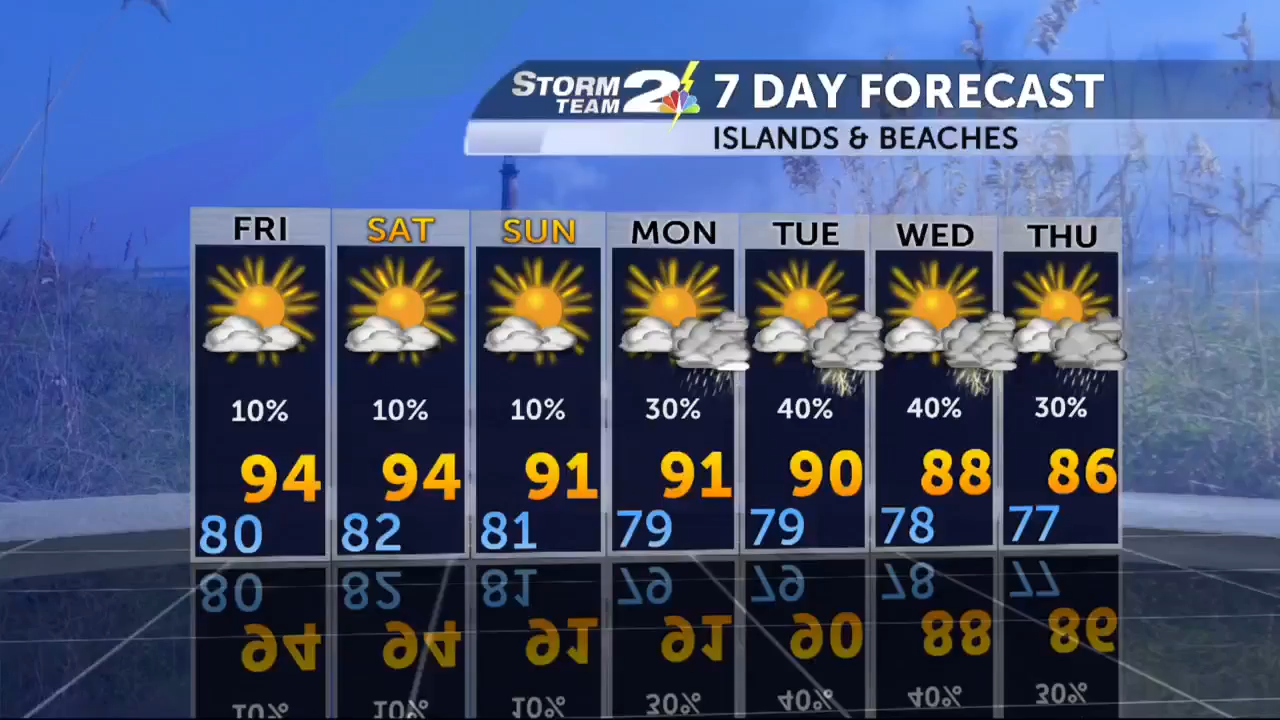 STORM TEAM 2 7 DAY FORECAST
ISLANDS & BEACHES
FRI SAT SUN MON TUE WED THU
10% 10% 10% 30% 40% 40% 30%
94 94 91 91 90 88 86
80 82 81 79 79 78 77